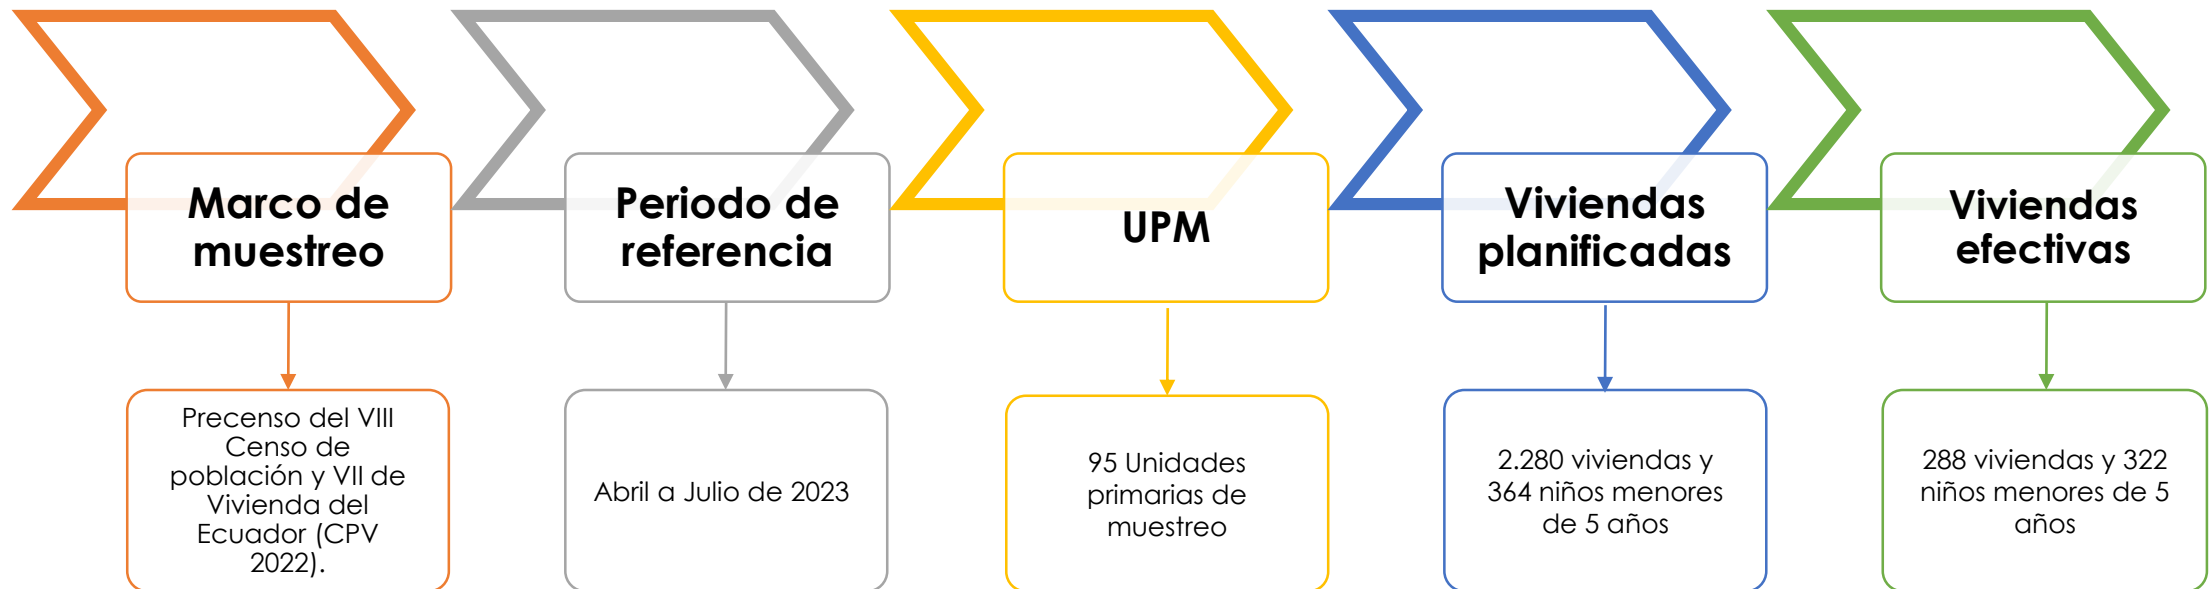 Marco de
muestreo
Precenso del VIII
Censo de
población y VII de
Vivienda del
Ecuador (CPV
2022).
Periodo de
referencia
Abril a Julio de 2023
UPM
95 Unidades
primarias de
muestreo
Viviendas
planificadas
2.280 viviendas y
364 niños menores
de 5 años
Viviendas
efectivas
288 viviendas y 322
niños menores de 5
años